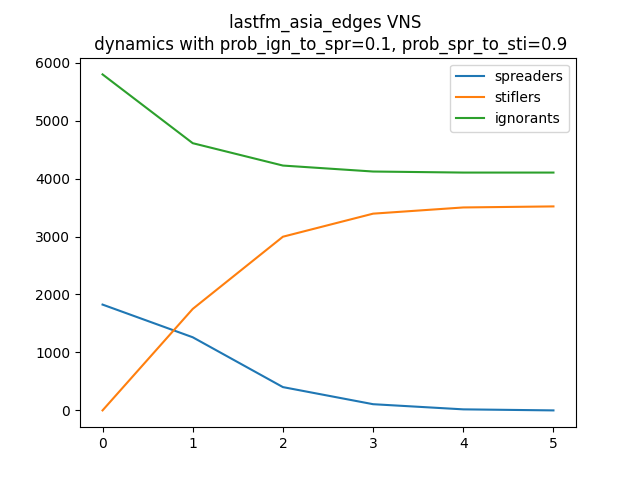 lastfm_asia_edges VNS
dynamics with prob_ign_to_spr=0.1, prob_spr_to_sti=0.9
spreaders
stiflers
ignorants
6000
5000
4000
3000
2000
1000
0
0 1 2 3 4 5